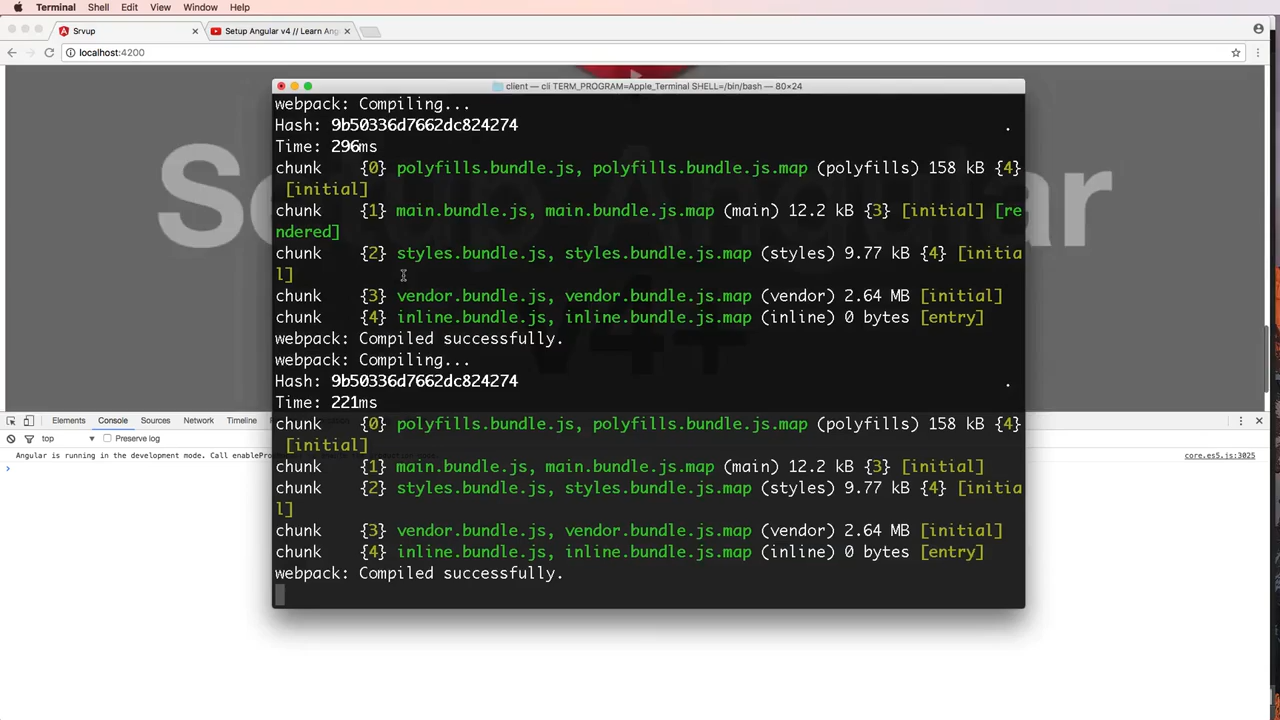 Terminal Shell Edit View Window Help
Srvup
Setup Angular v4 // Learn Ang
localhost:4200
client — cli TERM_PROGRAM=Apple_Terminal SHELL=/bin/bash — 80×24
webpack: Compiling...
Hash: 9b50336d7662dc824274
Time: 296ms
chunk {0} polyfills.bundle.js, polyfills.bundle.js.map (polyfills) 158 kB {4}
[initial]
chunk {1} main.bundle.js, main.bundle.js.map (main) 12.2 kB {3} [initial] [re
ndered]
chunk {2} styles.bundle.js, styles.bundle.js.map (styles) 9.77 kB {4} [initia
l]
chunk {3} vendor.bundle.js, vendor.bundle.js.map (vendor) 2.64 MB [initial]
chunk {4} inline.bundle.js, inline.bundle.js.map (inline) 0 bytes [entry]
webpack: Compiled successfully.
webpack: Compiling...
Hash: 9b50336d7662dc824274
Time: 221ms
chunk {0} polyfills.bundle.js, polyfills.bundle.js.map (polyfills) 158 kB {4}
[initial]
chunk {1} main.bundle.js, main.bundle.js.map (main) 12.2 kB {3} [initial]
chunk {2} styles.bundle.js, styles.bundle.js.map (styles) 9.77 kB {4} [initia
l]
chunk {3} vendor.bundle.js, vendor.bundle.js.map (vendor) 2.64 MB [initial]
chunk {4} inline.bundle.js, inline.bundle.js.map (inline) 0 bytes [entry]
webpack: Compiled successfully.
Setup Angular
v4+
Elements Console Sources Network Timeline
top Preserve log
Angular is running in the development mode. Call
core.es5.js:3025